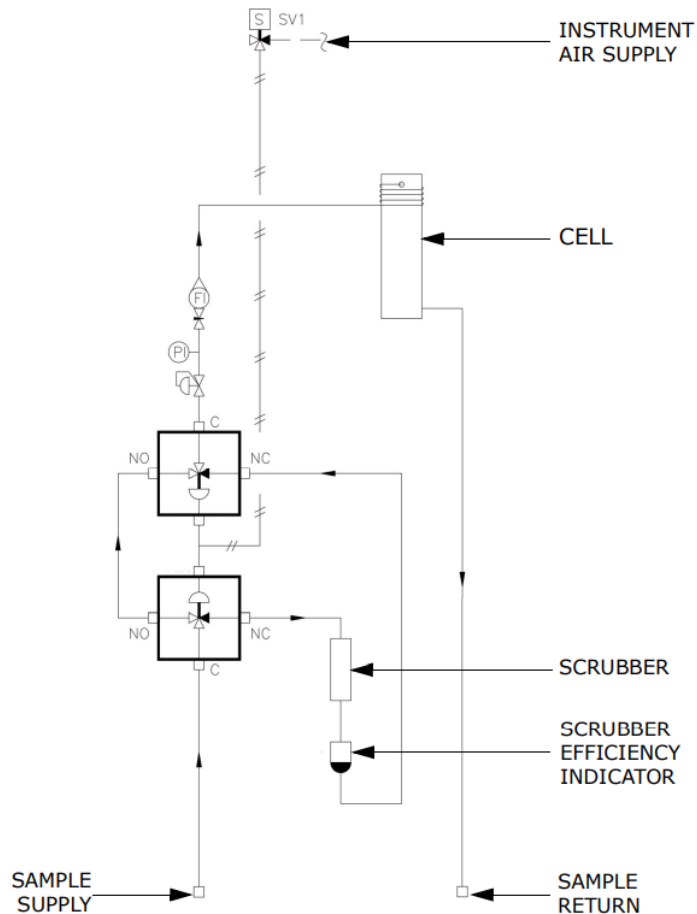 S SV1
INSTRUMENT
AIR SUPPLY
CELL
FI
PI
C
NO
NC
NO
NC
C
SCRUBBER
SCRUBBER
EFFICIENCY
INDICATOR
SAMPLE
SUPPLY
SAMPLE
RETURN